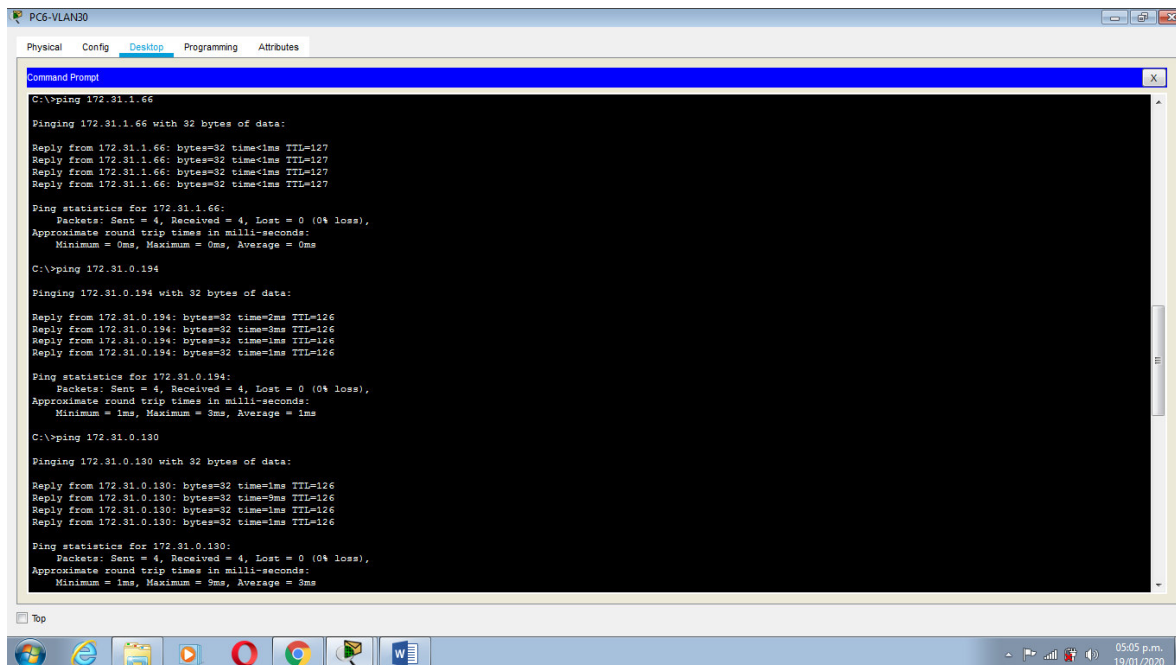 PC6-VLAN30
Physical Config Desktop Programming Attributes
Command Prompt
X
C:\>ping 172.31.1.66
Pinging 172.31.1.66 with 32 bytes of data:
Reply from 172.31.1.66: bytes=32 time<1ms TTL=127
Reply from 172.31.1.66: bytes=32 time<1ms TTL=127
Reply from 172.31.1.66: bytes=32 time<1ms TTL=127
Reply from 172.31.1.66: bytes=32 time<1ms TTL=127
Ping statistics for 172.31.1.66:
Packets: Sent = 4, Received = 4, Lost = 0 (0% loss),
Approximate round trip times in milli-seconds:
Minimum = 0ms, Maximum = 0ms, Average = 0ms
C:\>ping 172.31.0.194
Pinging 172.31.0.194 with 32 bytes of data:
Reply from 172.31.0.194: bytes=32 time=2ms TTL=126
Reply from 172.31.0.194: bytes=32 time=3ms TTL=126
Reply from 172.31.0.194: bytes=32 time=1ms TTL=126
Reply from 172.31.0.194: bytes=32 time=1ms TTL=126
Ping statistics for 172.31.0.194:
Packets: Sent = 4, Received = 4, Lost = 0 (0% loss),
Approximate round trip times in milli-seconds:
Minimum = 1ms, Maximum = 3ms, Average = 1ms
C:\>ping 172.31.0.130
Pinging 172.31.0.130 with 32 bytes of data:
Reply from 172.31.0.130: bytes=32 time=1ms TTL=126
Reply from 172.31.0.130: bytes=32 time=9ms TTL=126
Reply from 172.31.0.130: bytes=32 time=1ms TTL=126
Reply from 172.31.0.130: bytes=32 time=1ms TTL=126
Ping statistics for 172.31.0.130:
Packets: Sent = 4, Received = 4, Lost = 0 (0% loss),
Approximate round trip times in milli-seconds:
Minimum = 1ms, Maximum = 9ms, Average = 3ms
Top
05:05 p.m.
19/01/2020